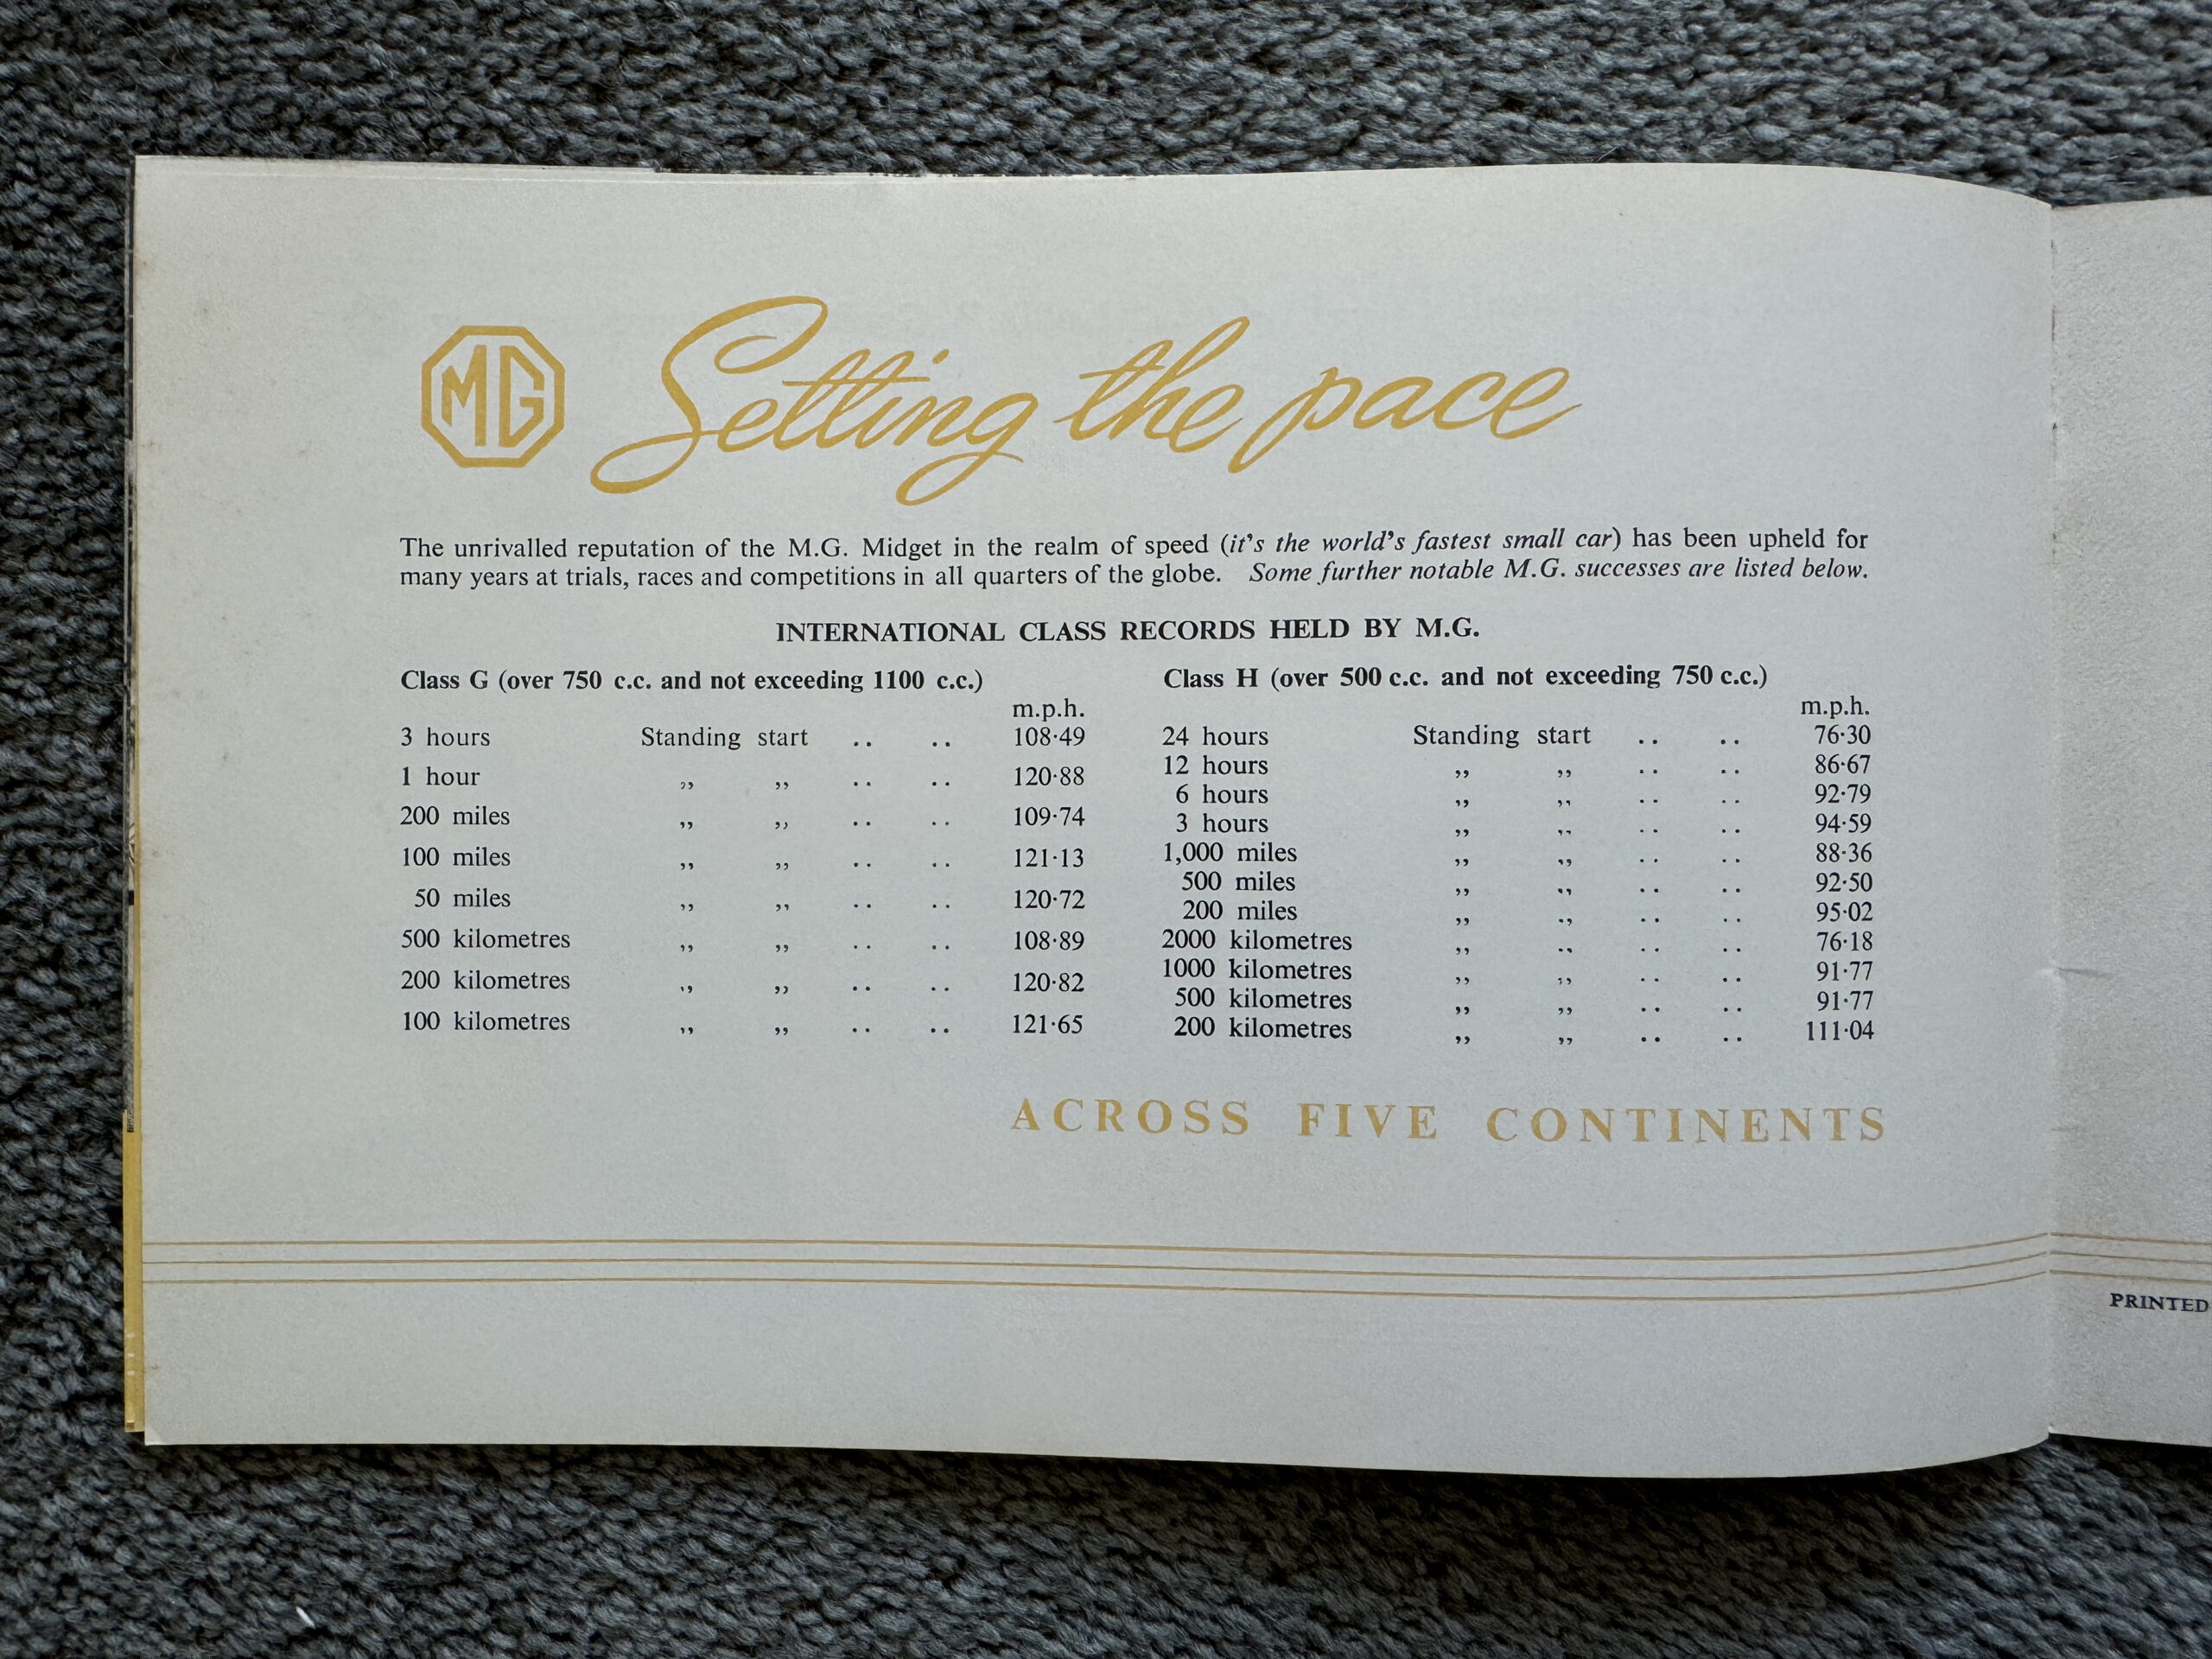 MG Setting the pace
The unrivalled reputation of the M.G. Midget in the realm of speed (it's the world's fastest small car) has been upheld for
many years at trials, races and competitions in all quarters of the globe. Some further notable M.G. successes are listed below.
INTERNATIONAL CLASS RECORDS HELD BY M.G.
Class G (over 750 c.c. and not exceeding 1100 c.c.)
m.p.h.
3 hours Standing start .. .. 108·49
1 hour ,, ,, .. .. 120·88
200 miles ,, ,, .. .. 109·74
100 miles ,, ,, .. .. 121·13
50 miles ,, ,, .. .. 120·72
500 kilometres ,, ,, .. .. 108·89
200 kilometres ,, ,, .. .. 120·82
100 kilometres ,, ,, .. .. 121·65
Class H (over 500 c.c. and not exceeding 750 c.c.)
m.p.h.
24 hours Standing start .. .. 76·30
12 hours ,, ,, .. .. 86·67
6 hours ,, ,, .. .. 92·79
3 hours ,, ,, .. .. 94·59
1,000 miles ,, ,, .. .. 88·36
500 miles ,, ,, .. .. 92·50
200 miles ,, ,, .. .. 95·02
2000 kilometres ,, ,, .. .. 76·18
1000 kilometres ,, ,, .. .. 91·77
500 kilometres ,, ,, .. .. 91·77
200 kilometres ,, ,, .. .. 111·04
ACROSS FIVE CONTINENTS
PRINTED